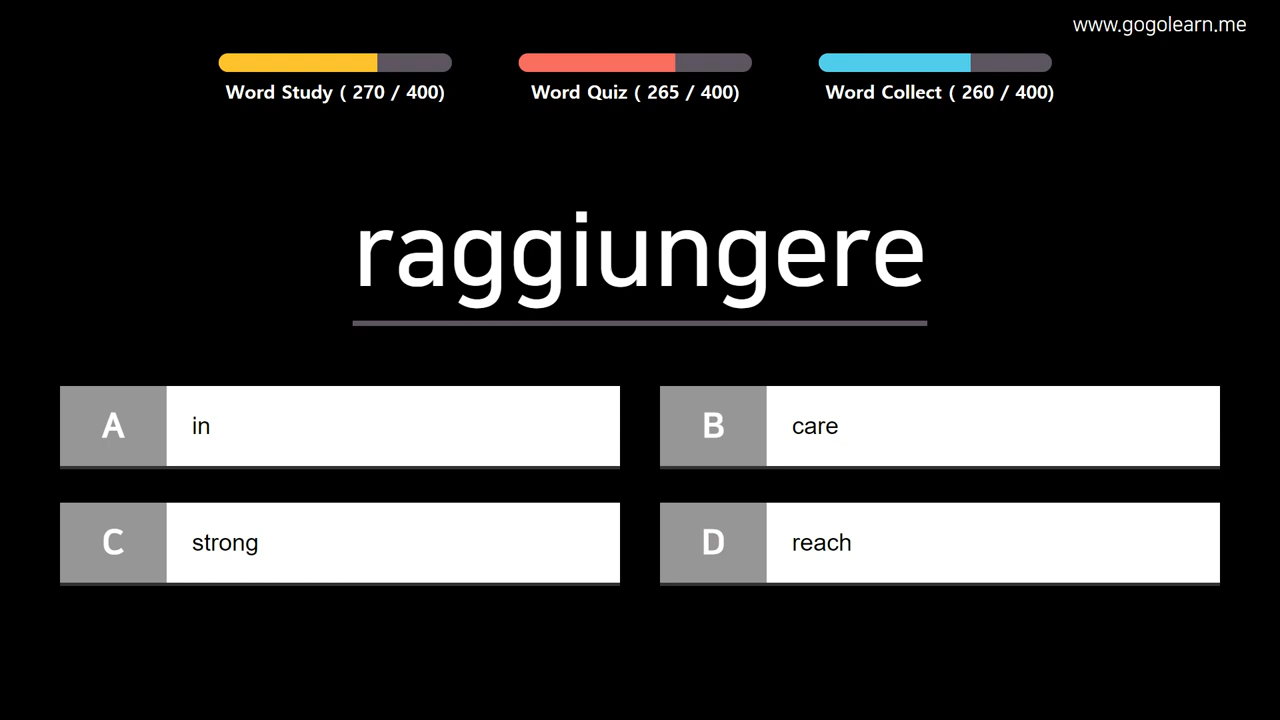 www.gogolearn.me
Word Study ( 270 / 400)
Word Quiz ( 265 / 400)
Word Collect ( 260 / 400)
raggiungere
A in
B care
C strong
D reach